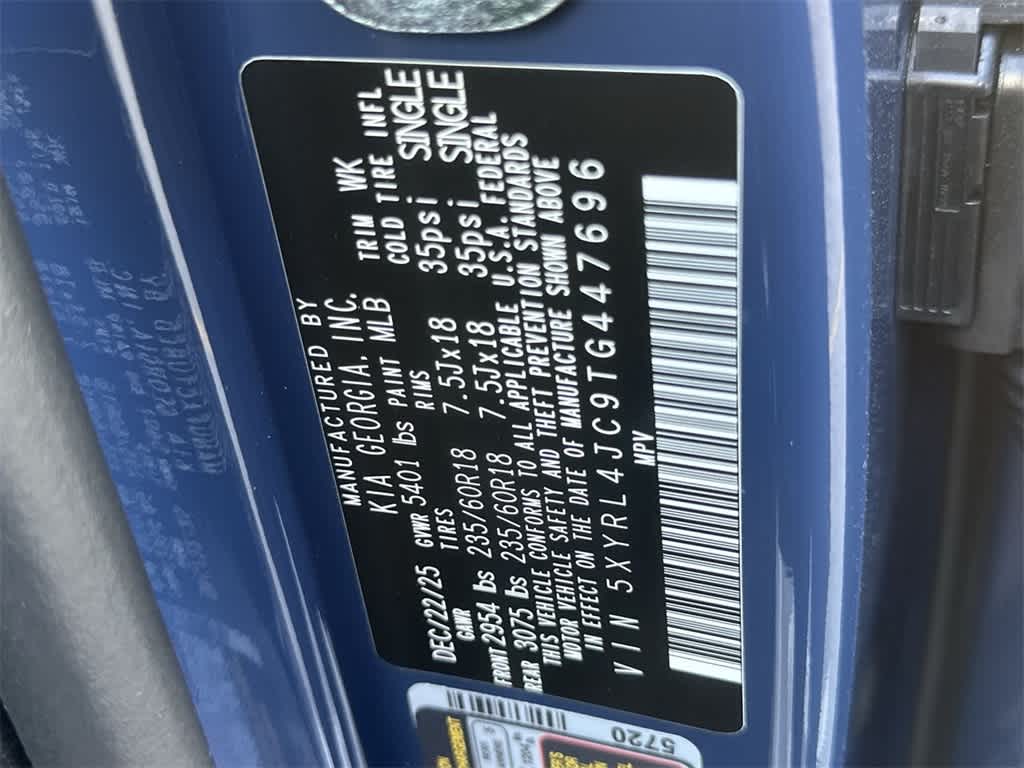 MANUFACTURED BY
KIA GEORGIA, INC.
DEC/22/25 GVWR 5401 lbs PAINT MLB TRIM WK
GAWR TIRES RIMS COLD TIRE INFL
FRONT 2954 lbs 235/60R18 7.5Jx18 35psi SINGLE
REAR 3075 lbs 235/60R18 7.5Jx18 35psi SINGLE
THIS VEHICLE CONFORMS TO ALL APPLICABLE U.S.A. FEDERAL
MOTOR VEHICLE SAFETY AND THEFT PREVENTION STANDARDS
IN EFFECT ON THE DATE OF MANUFACTURE SHOWN ABOVE
VIN 5XYRL4JC9TG447696
MPV
5720